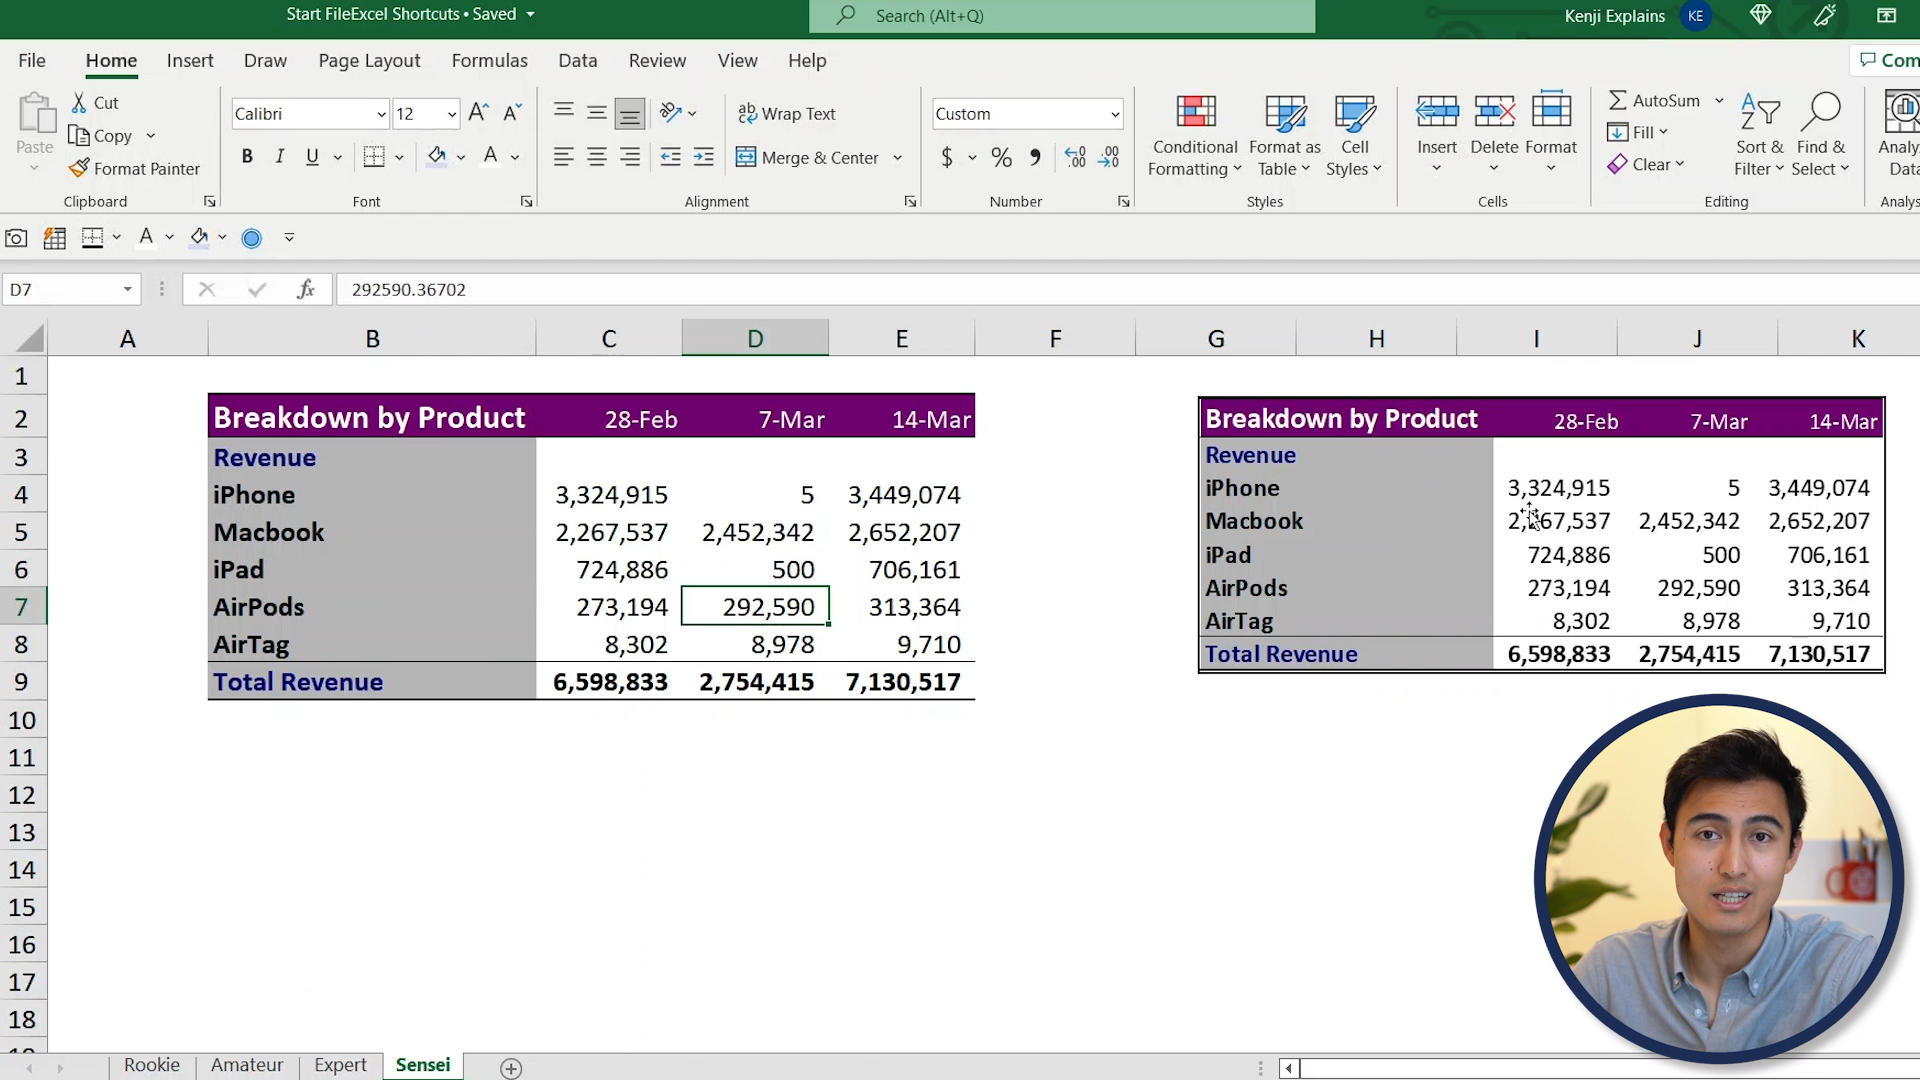 Start FileExcel Shortcuts • Saved
Search (Alt+Q)
Kenji Explains KE
File Home Insert Draw Page Layout Formulas Data Review View Help
Com
Paste
Cut
Copy
Format Painter
Clipboard
Calibri 12
B I U A
Font
Wrap Text
Merge & Center
Alignment
Custom
$ % 9 .00 .00
Number
Conditional Formatting
Format as Table
Cell Styles
Styles
Insert Delete Format
Cells
AutoSum
Fill
Clear
Sort & Filter
Find & Select
Editing
Analy
Data
Analys
D7
fx
292590.36702
A B C D E F G H I J K
1
2 Breakdown by Product 28-Feb 7-Mar 14-Mar
3 Revenue
4 iPhone 3,324,915 5 3,449,074
5 Macbook 2,267,537 2,452,342 2,652,207
6 iPad 724,886 500 706,161
7 AirPods 273,194 292,590 313,364
8 AirTag 8,302 8,978 9,710
9 Total Revenue 6,598,833 2,754,415 7,130,517
10
11
12
13
14
15
16
17
18
Breakdown by Product 28-Feb 7-Mar 14-Mar
Revenue
iPhone 3,324,915 5 3,449,074
Macbook 2,267,537 2,452,342 2,652,207
iPad 724,886 500 706,161
AirPods 273,194 292,590 313,364
AirTag 8,302 8,978 9,710
Total Revenue 6,598,833 2,754,415 7,130,517
Rookie Amateur Expert Sensei